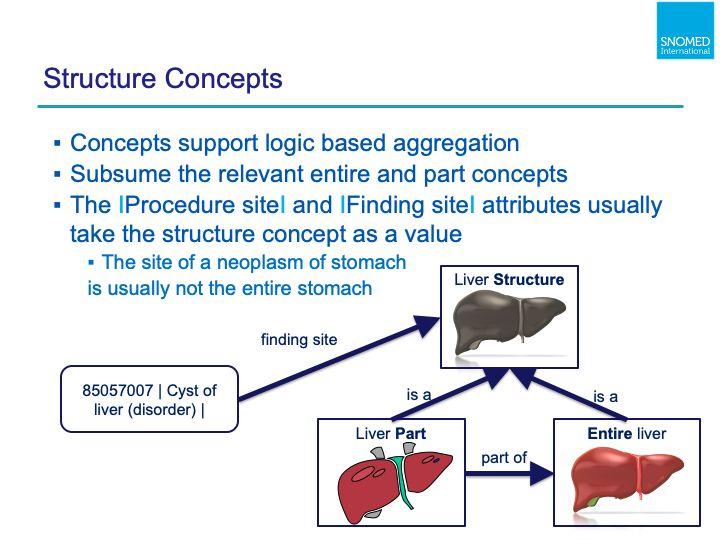 SNOMED
International
Structure Concepts
▪ Concepts support logic based aggregation
▪ Subsume the relevant entire and part concepts
▪ The |Procedure site| and |Finding site| attributes usually
take the structure concept as a value
▪ The site of a neoplasm of stomach
is usually not the entire stomach
Liver Structure
finding site
85057007 | Cyst of
liver (disorder) |
is a
is a
Liver Part
part of
Entire liver